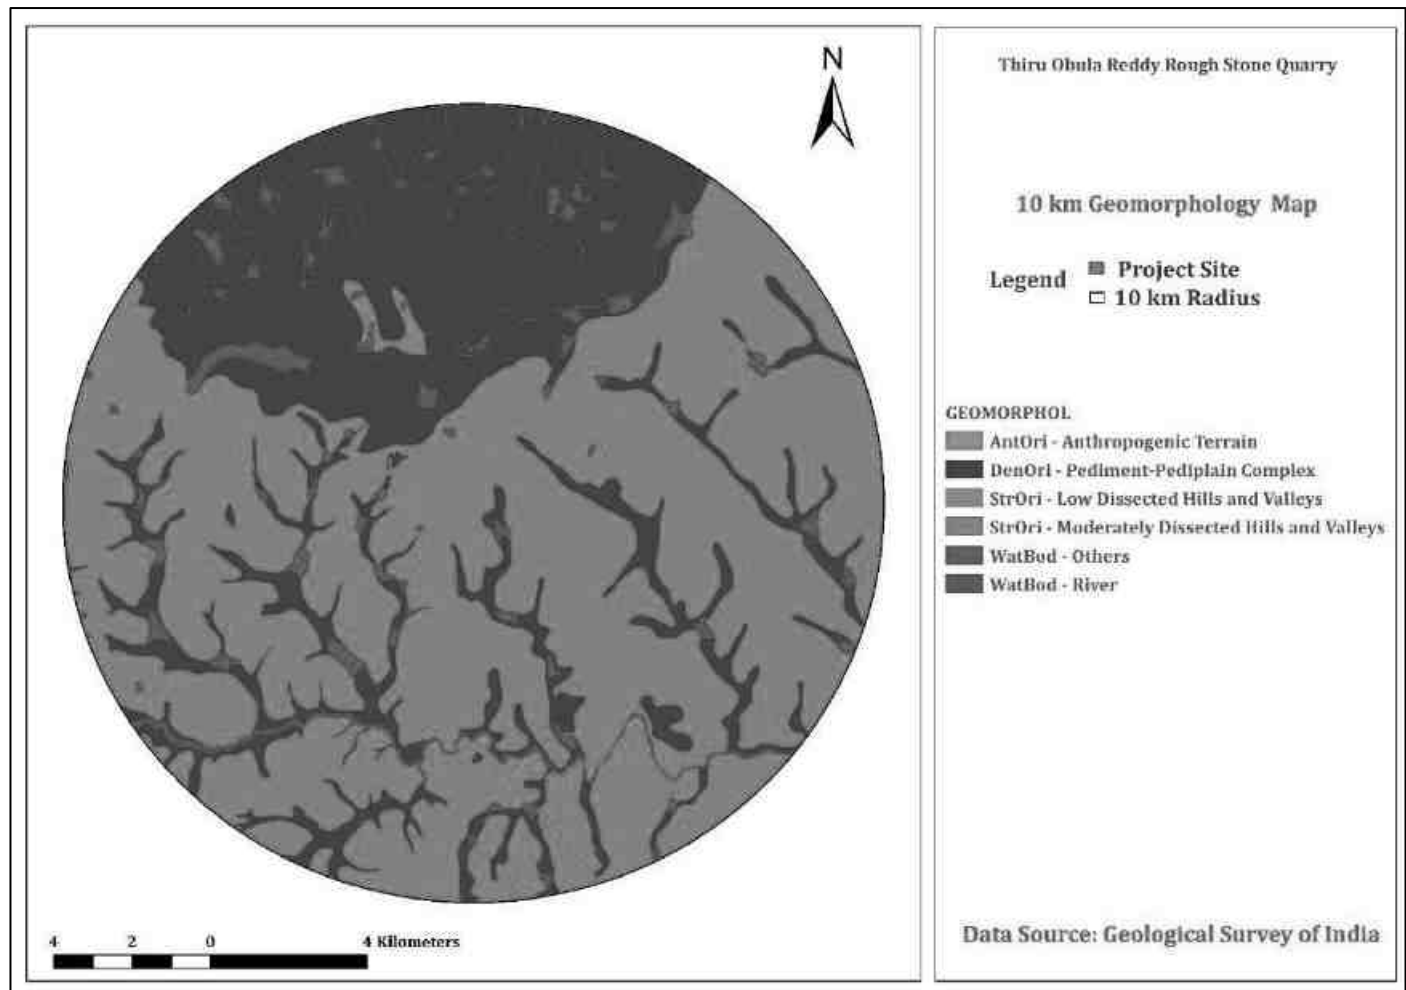 N
4 2 0 4 Kilometers
Thiru Obula Reddy Rough Stone Quarry
10 km Geomorphology Map
Legend
Project Site
10 km Radius
GEOMORPHOL
AntOri - Anthropogenic Terrain
DenOri - Pediment-Pediplain Complex
StrOri - Low Dissected Hills and Valleys
StrOri - Moderately Dissected Hills and Valleys
WatBod - Others
WatBod - River
Data Source: Geological Survey of India